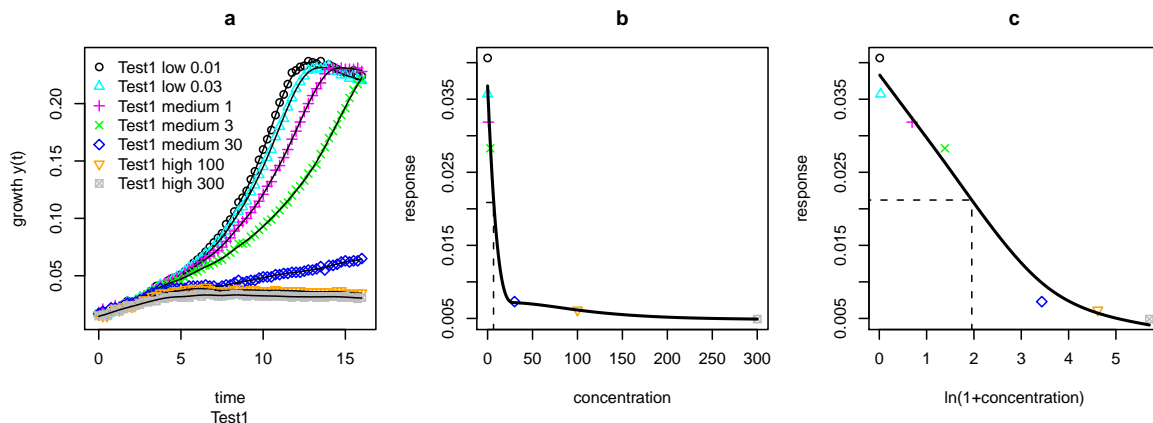 a
growth y(t)
0.05 0.10 0.15 0.20
Test1 low 0.01
Test1 low 0.03
Test1 medium 1
Test1 medium 3
Test1 medium 30
Test1 high 100
Test1 high 300
0 5 10 15
time
Test1
b
response
0.005 0.015 0.025 0.035
0 50 100 150 200 250 300
concentration
c
response
0.005 0.015 0.025 0.035
0 1 2 3 4 5
ln(1+concentration)